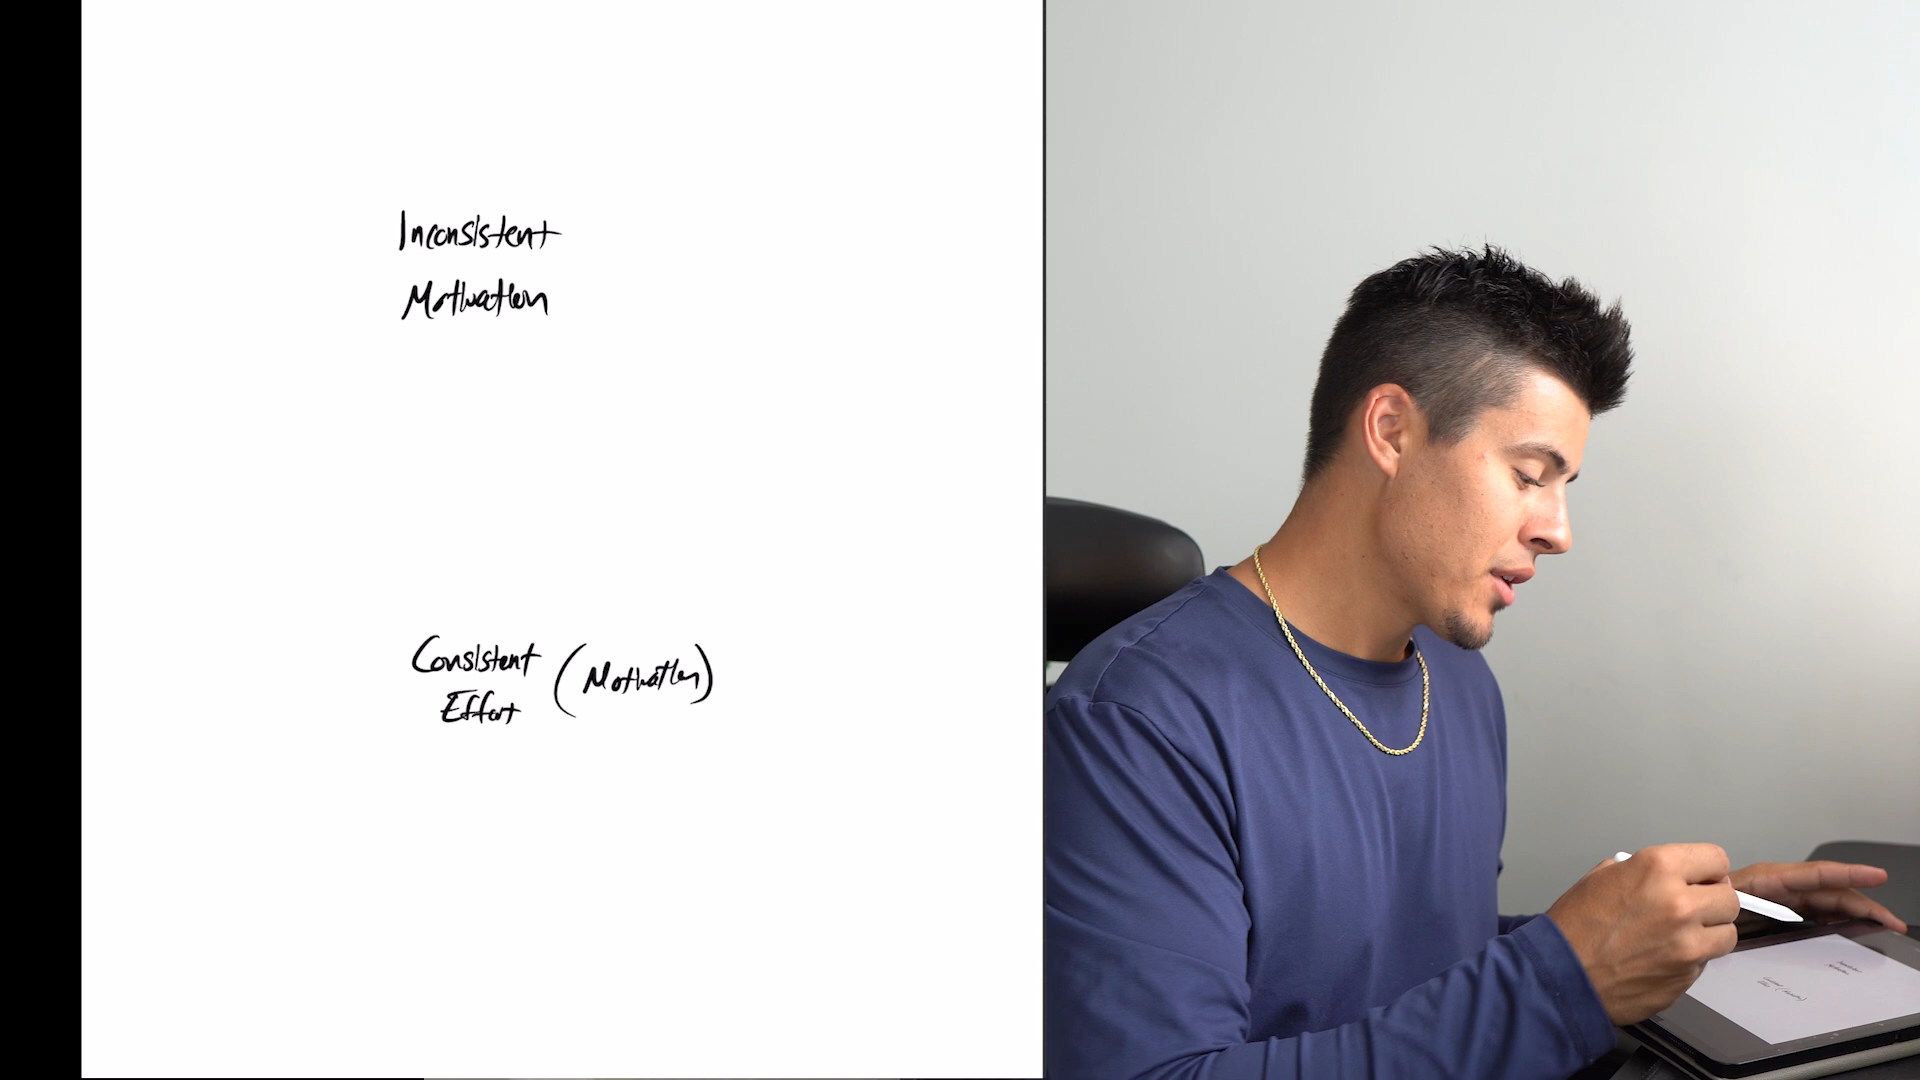 Inconsistent
Motivation
Consistent (Motivation)
Effort